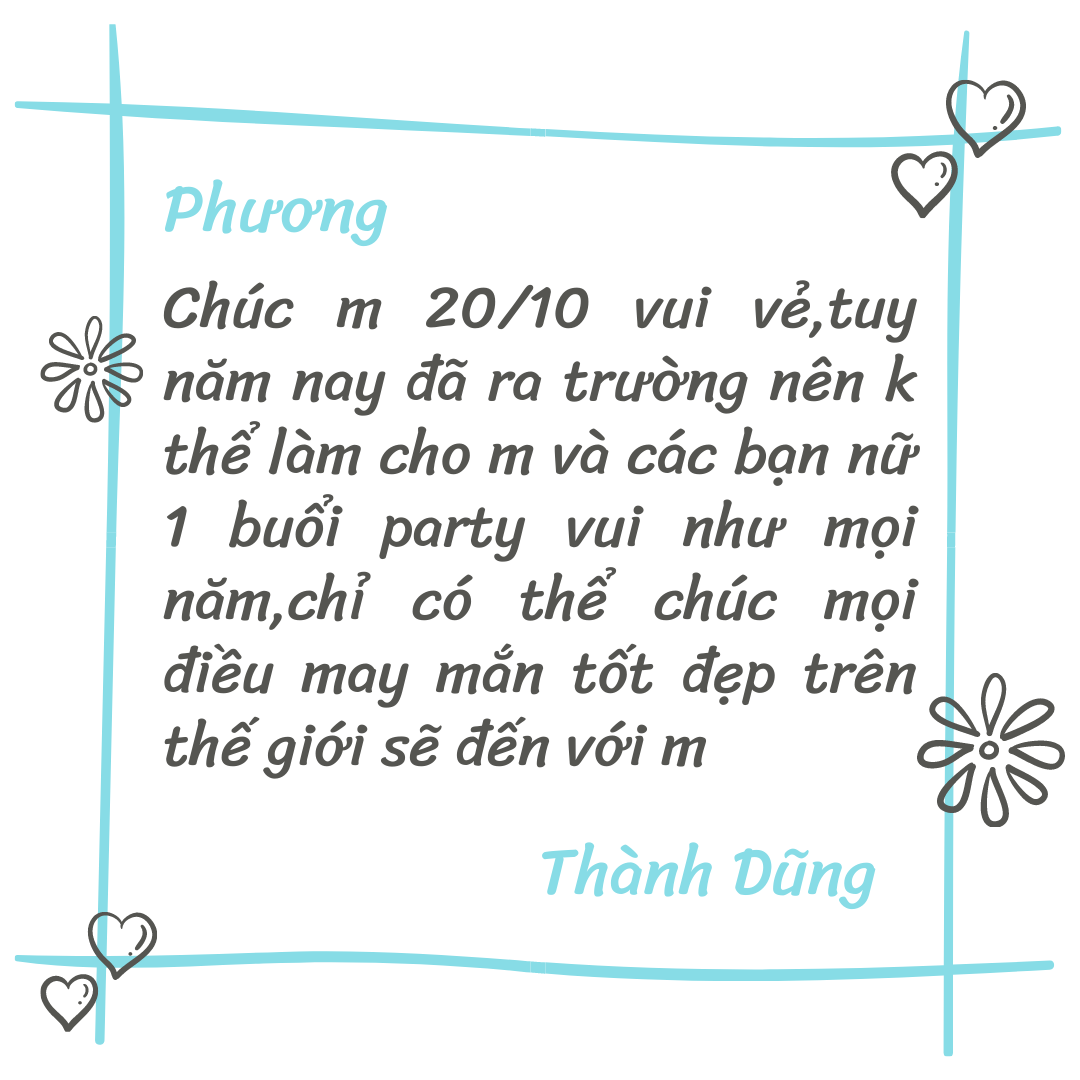 Phương
Chúc m 20/10 vui vẻ,tuy
năm nay đã ra trường nên k
thể làm cho m và các bạn nữ
1 buổi party vui như mọi
năm,chỉ có thể chúc mọi
điều may mắn tốt đẹp trên
thế giới sẽ đến với m
Thành Dũng